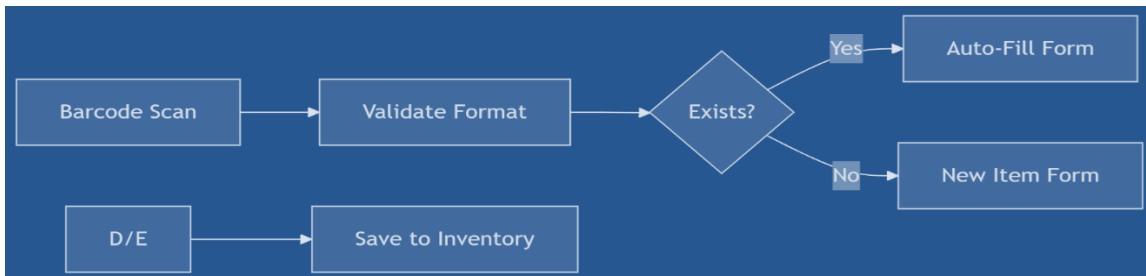 Barcode Scan
Validate Format
Exists?
Yes
Auto-Fill Form
No
New Item Form
D/E
Save to Inventory